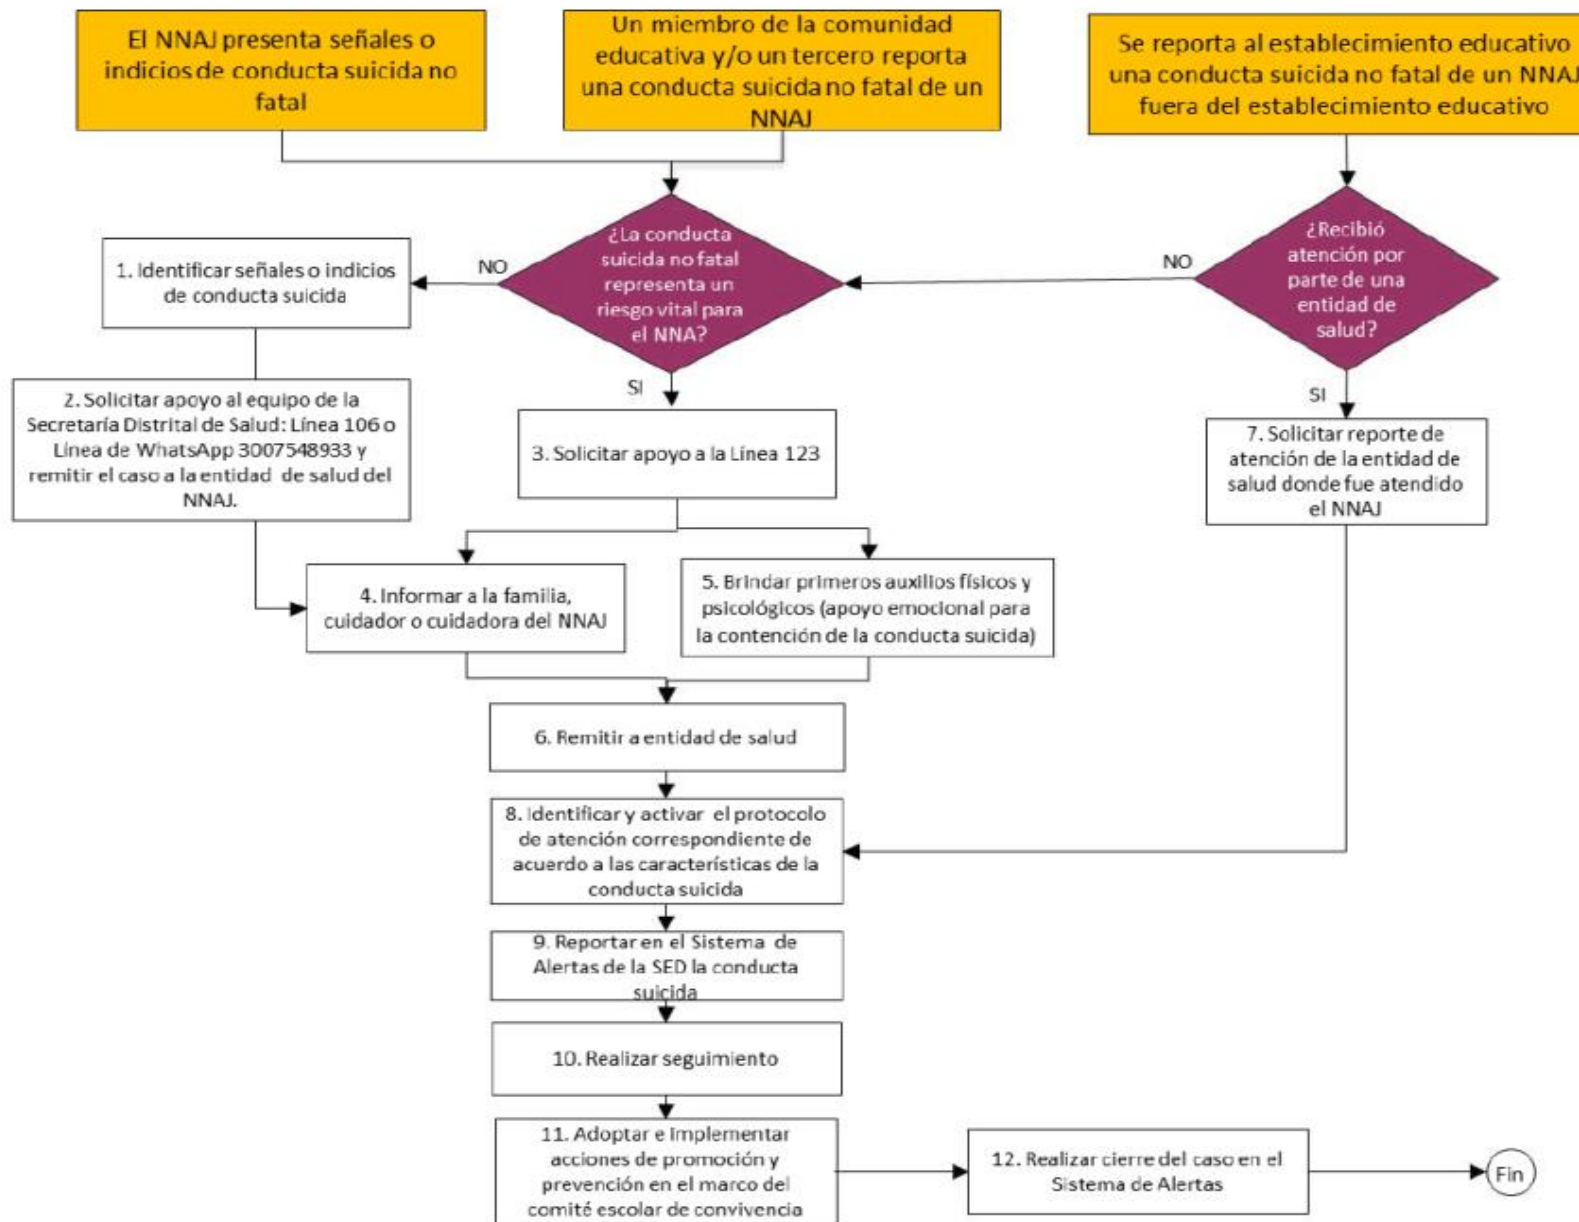 El NNAJ presenta señales o
indicios de conducta suicida no
fatal
Un miembro de la comunidad
educativa y/o un tercero reporta
una conducta suicida no fatal de un
NNAJ
Se reporta al establecimiento educativo
una conducta suicida no fatal de un NNAJ
fuera del establecimiento educativo
¿La conducta
suicida no fatal
representa un
riesgo vital para
el NNA?
¿Recibió
atención por
parte de una
entidad de
salud?
NO
NO
SI
SI
1. Identificar señales o indicios
de conducta suicida
2. Solicitar apoyo al equipo de la
Secretaría Distrital de Salud: Línea 106 o
Línea de WhatsApp 3007548933 y
remitir el caso a la entidad de salud del
NNAJ.
3. Solicitar apoyo a la Línea 123
7. Solicitar reporte de
atención de la entidad de
salud donde fue atendido
el NNAJ
4. Informar a la familia,
cuidador o cuidadora del NNAJ
5. Brindar primeros auxilios físicos y
psicológicos (apoyo emocional para
la contención de la conducta suicida)
6. Remitir a entidad de salud
8. Identificar y activar el protocolo
de atención correspondiente de
acuerdo a las características de la
conducta suicida
9. Reportar en el Sistema de
Alertas de la SED la conducta
suicida
10. Realizar seguimiento
11. Adoptar e Implementar
acciones de promoción y
prevención en el marco del
comité escolar de convivencia
12. Realizar cierre del caso en el
Sistema de Alertas
Fin